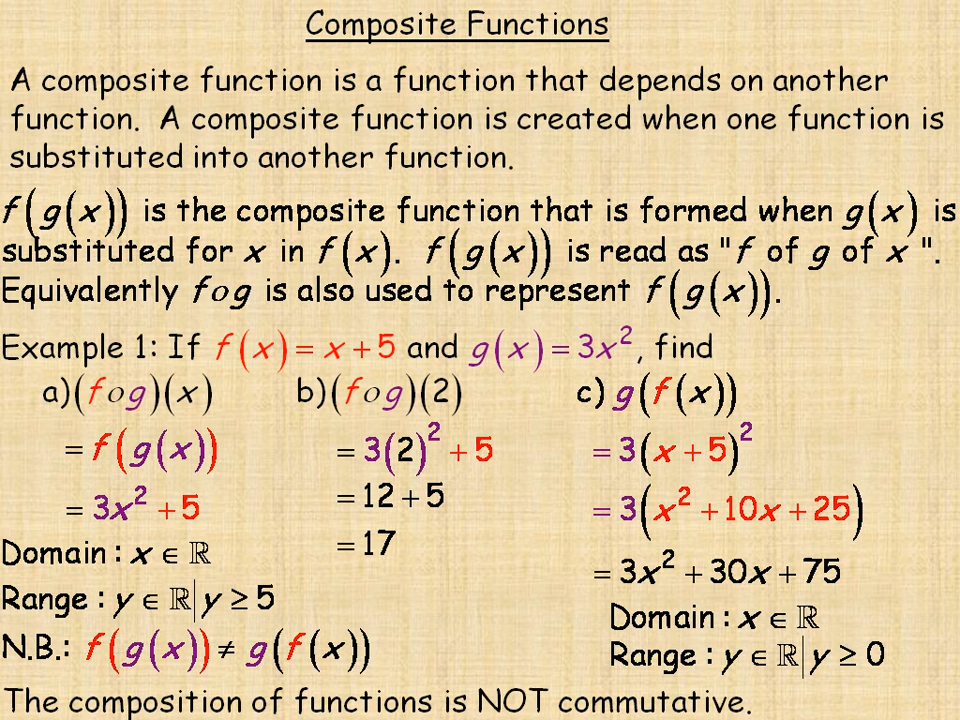 Composite Functions
A composite function is a function that depends on another
function.  A composite function is created when one function is
substituted into another function.
f(g(x)) is the composite function that is formed when g(x) is
substituted for x in f(x).  f(g(x)) is read as "f of g of x ".
Equivalently f∘g is also used to represent f(g(x)).
Example 1: If f(x) = x + 5 and g(x) = 3x², find
a) (f∘g)(x)  b) (f∘g)(2)  c) g(f(x))
= f(g(x))  = 3(2)² + 5  = 3(x + 5)²
= 3x² + 5  = 12 + 5  = 3(x² + 10x + 25)
Domain : x ∈ ℝ  = 17  = 3x² + 30x + 75
Range : y ∈ ℝ | y ≥ 5  Domain : x ∈ ℝ
N.B.: f(g(x)) ≠ g(f(x))  Range : y ∈ ℝ | y ≥ 0
The composition of functions is NOT commutative.